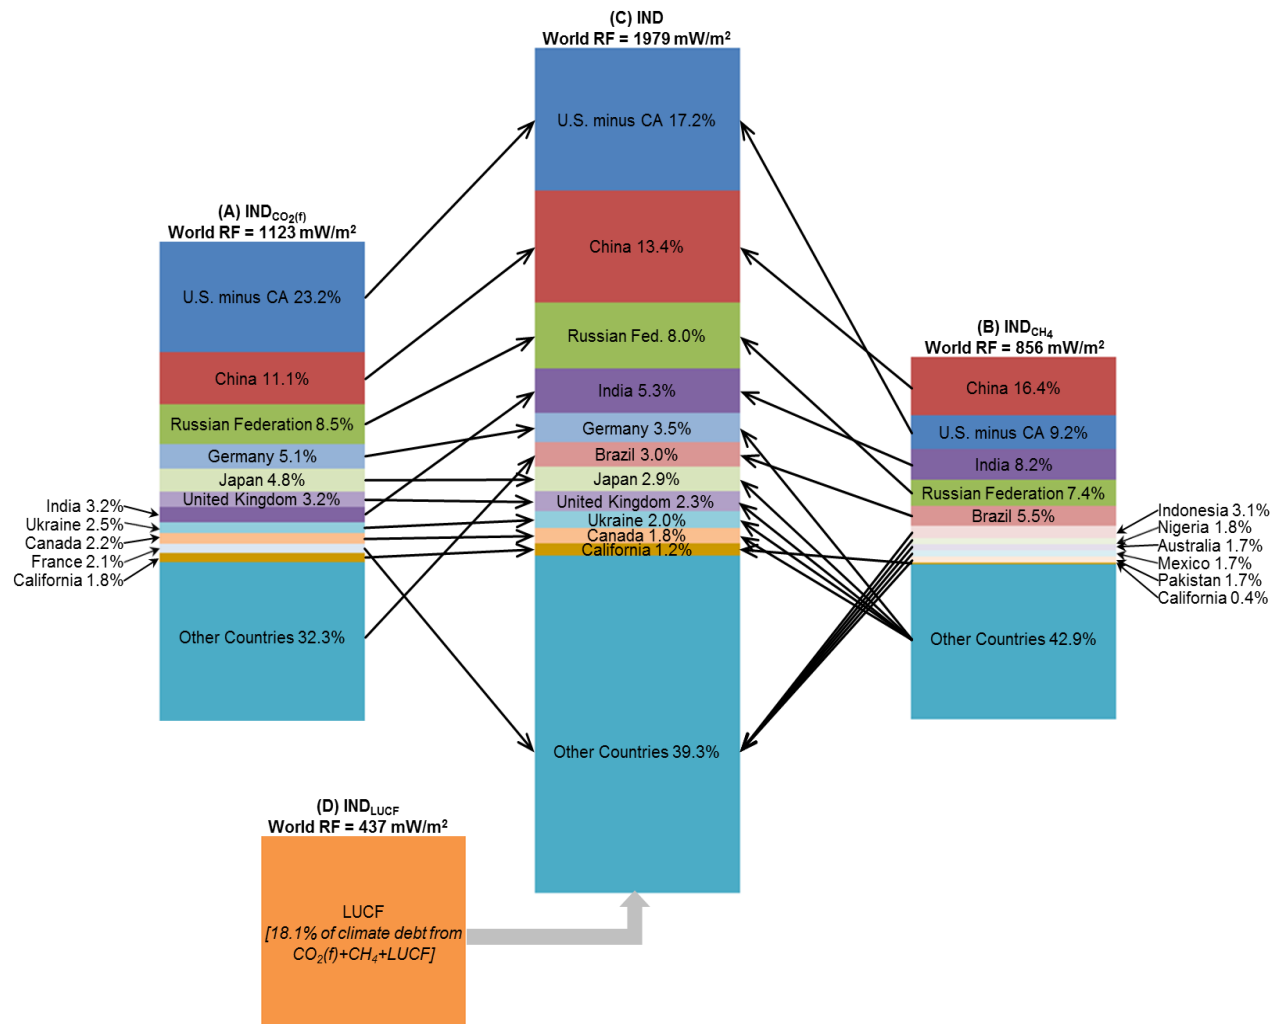 (C) IND
World RF = 1979 mW/m²
U.S. minus CA 17.2%
China 13.4%
Russian Fed. 8.0%
India 5.3%
Germany 3.5%
Brazil 3.0%
Japan 2.9%
United Kingdom 2.3%
Ukraine 2.0%
Canada 1.8%
California 1.2%
Other Countries 39.3%
(A) IND_CO₂(f)
World RF = 1123 mW/m²
U.S. minus CA 23.2%
China 11.1%
Russian Federation 8.5%
Germany 5.1%
Japan 4.8%
United Kingdom 3.2%
India 3.2%
Ukraine 2.5%
Canada 2.2%
France 2.1%
California 1.8%
Other Countries 32.3%
(B) IND_CH₄
World RF = 856 mW/m²
China 16.4%
U.S. minus CA 9.2%
India 8.2%
Russian Federation 7.4%
Brazil 5.5%
Indonesia 3.1%
Nigeria 1.8%
Australia 1.7%
Mexico 1.7%
Pakistan 1.7%
California 0.4%
Other Countries 42.9%
(D) IND_LUCF
World RF = 437 mW/m²
LUCF
[18.1% of climate debt from
CO₂(f)+CH₄+LUCF]